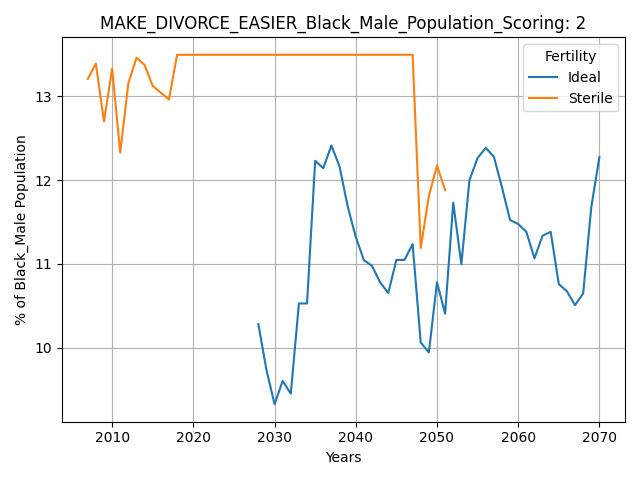 MAKE_DIVORCE_EASIER_Black_Male_Population_Scoring: 2
Fertility
Ideal
Sterile
% of Black_Male Population
13
12
11
10
2010 2020 2030 2040 2050 2060 2070
Years